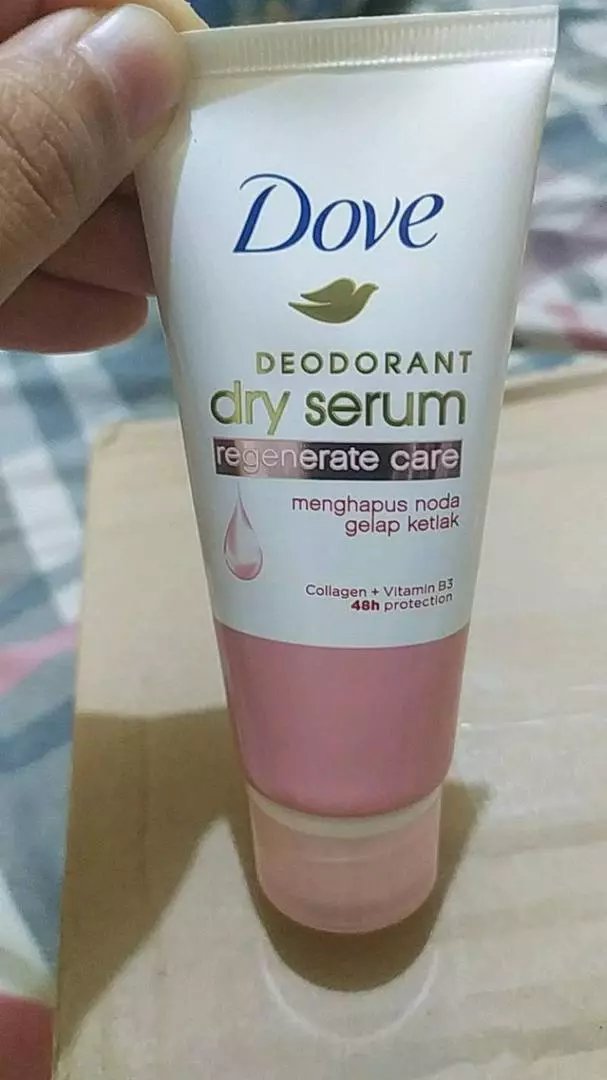 Dove
DEODORANT
dry serum
regenerate care
menghapus noda
gelap ketiak
Collagen + Vitamin B3
48h protection